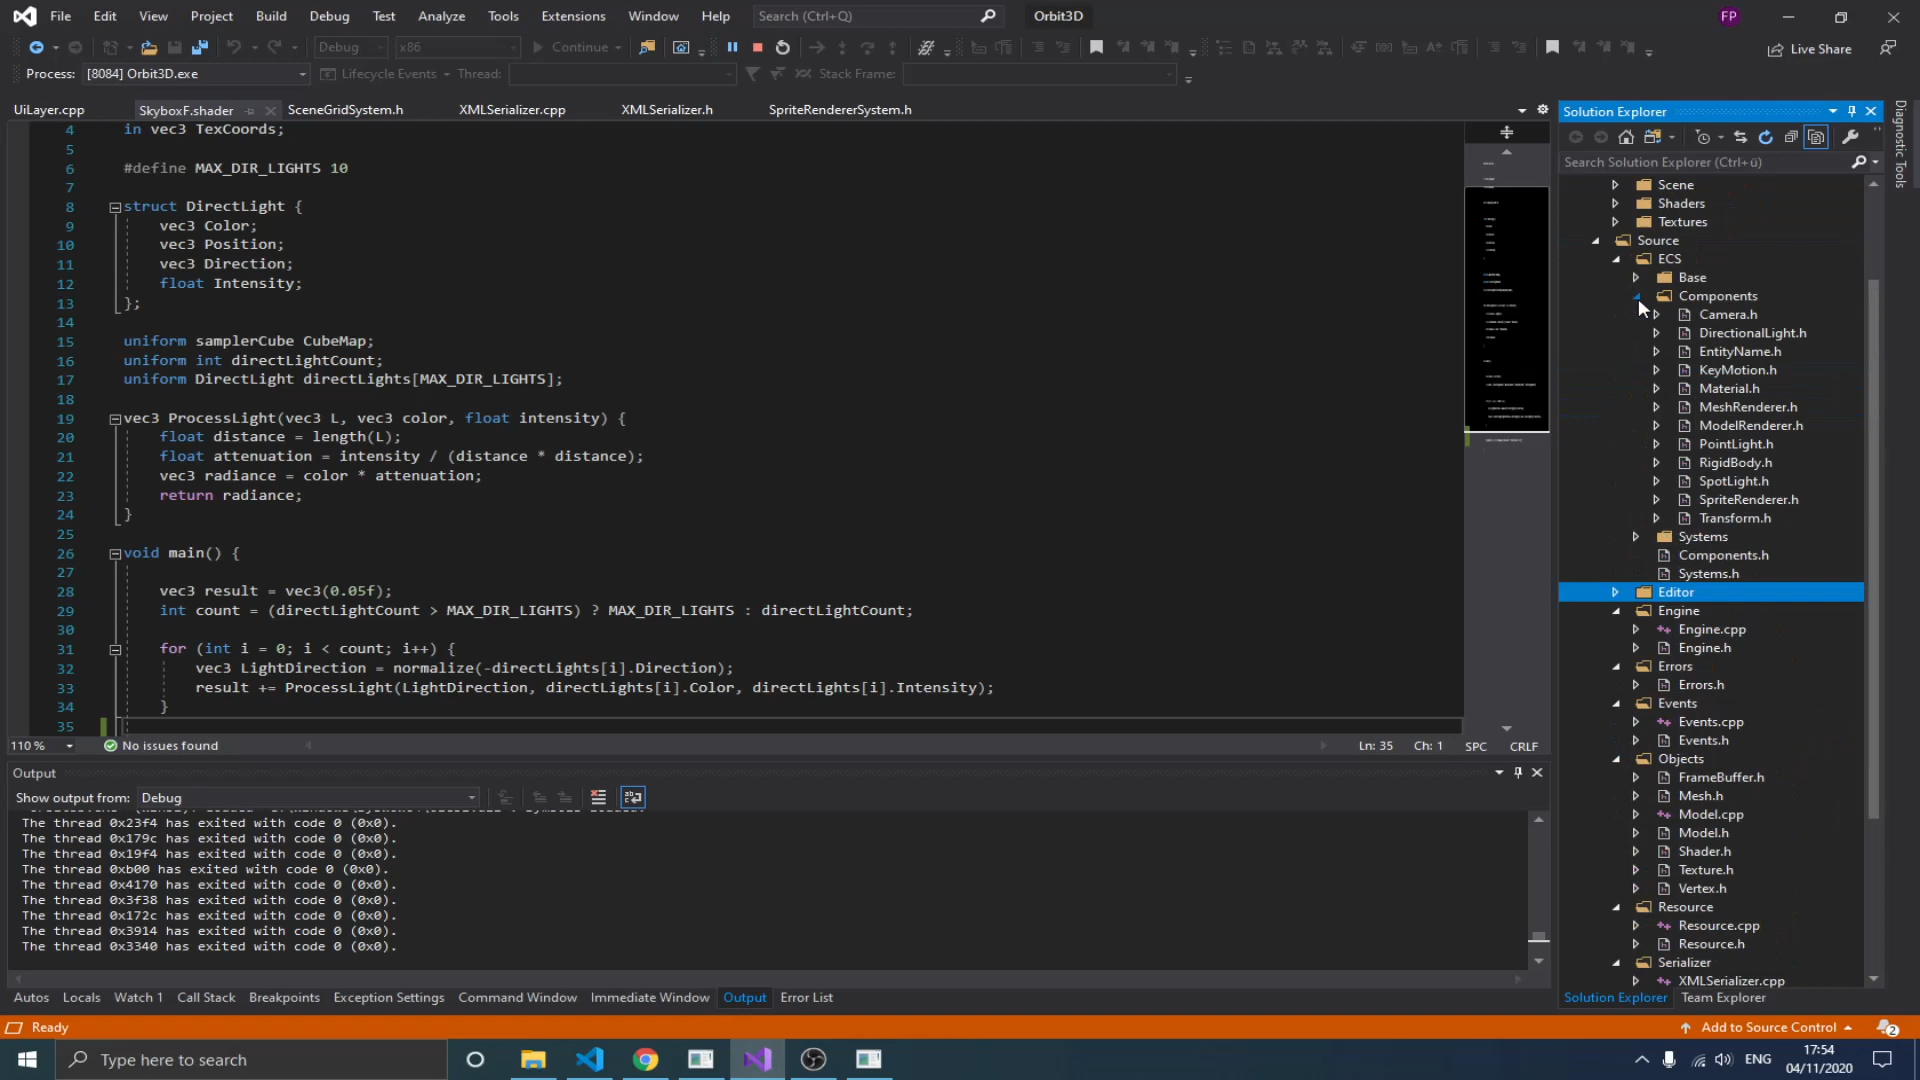 File Edit View Project Build Debug Test Analyze Tools Extensions Window Help Search (Ctrl+Q) Orbit3D FP
Debug x86 Continue Live Share
Process: [8084] Orbit3D.exe Lifecycle Events Thread: Stack Frame:
UiLayer.cpp SkyboxF.shader SceneGridSystem.h XMLSerializer.cpp XMLSerializer.h SpriteRendererSystem.h
4 in vec3 TexCoords;
5
6 #define MAX_DIR_LIGHTS 10
7
8 struct DirectLight {
9 vec3 Color;
10 vec3 Position;
11 vec3 Direction;
12 float Intensity;
13 };
14
15 uniform samplerCube CubeMap;
16 uniform int directLightCount;
17 uniform DirectLight directLights[MAX_DIR_LIGHTS];
18
19 vec3 ProcessLight(vec3 L, vec3 color, float intensity) {
20 float distance = length(L);
21 float attenuation = intensity / (distance * distance);
22 vec3 radiance = color * attenuation;
23 return radiance;
24 }
25
26 void main() {
27
28 vec3 result = vec3(0.05f);
29 int count = (directLightCount > MAX_DIR_LIGHTS) ? MAX_DIR_LIGHTS : directLightCount;
30
31 for (int i = 0; i < count; i++) {
32 vec3 LightDirection = normalize(-directLights[i].Direction);
33 result += ProcessLight(LightDirection, directLights[i].Color, directLights[i].Intensity);
34 }
35
110 % No issues found Ln: 35 Ch: 1 SPC CRLF
Output
Show output from: Debug
The thread 0x23f4 has exited with code 0 (0x0).
The thread 0x179c has exited with code 0 (0x0).
The thread 0x19f4 has exited with code 0 (0x0).
The thread 0xb00 has exited with code 0 (0x0).
The thread 0x4170 has exited with code 0 (0x0).
The thread 0x3f38 has exited with code 0 (0x0).
The thread 0x172c has exited with code 0 (0x0).
The thread 0x3914 has exited with code 0 (0x0).
The thread 0x3340 has exited with code 0 (0x0).
Autos Locals Watch 1 Call Stack Breakpoints Exception Settings Command Window Immediate Window Output Error List
Solution Explorer
Search Solution Explorer (Ctrl+ü)
Scene
Shaders
Textures
Source
ECS
Base
Components
Camera.h
DirectionalLight.h
EntityName.h
KeyMotion.h
Material.h
MeshRenderer.h
ModelRenderer.h
PointLight.h
RigidBody.h
SpotLight.h
SpriteRenderer.h
Transform.h
Systems
Components.h
Systems.h
Editor
Engine
Engine.cpp
Engine.h
Errors
Errors.h
Events
Events.cpp
Events.h
Objects
FrameBuffer.h
Mesh.h
Model.cpp
Model.h
Shader.h
Texture.h
Vertex.h
Resource
Resource.cpp
Resource.h
Serializer
XMLSerializer.cpp
Solution Explorer Team Explorer
Diagnostic Tools
Ready Add to Source Control 2
Type here to search ENG 17:54
04/11/2020